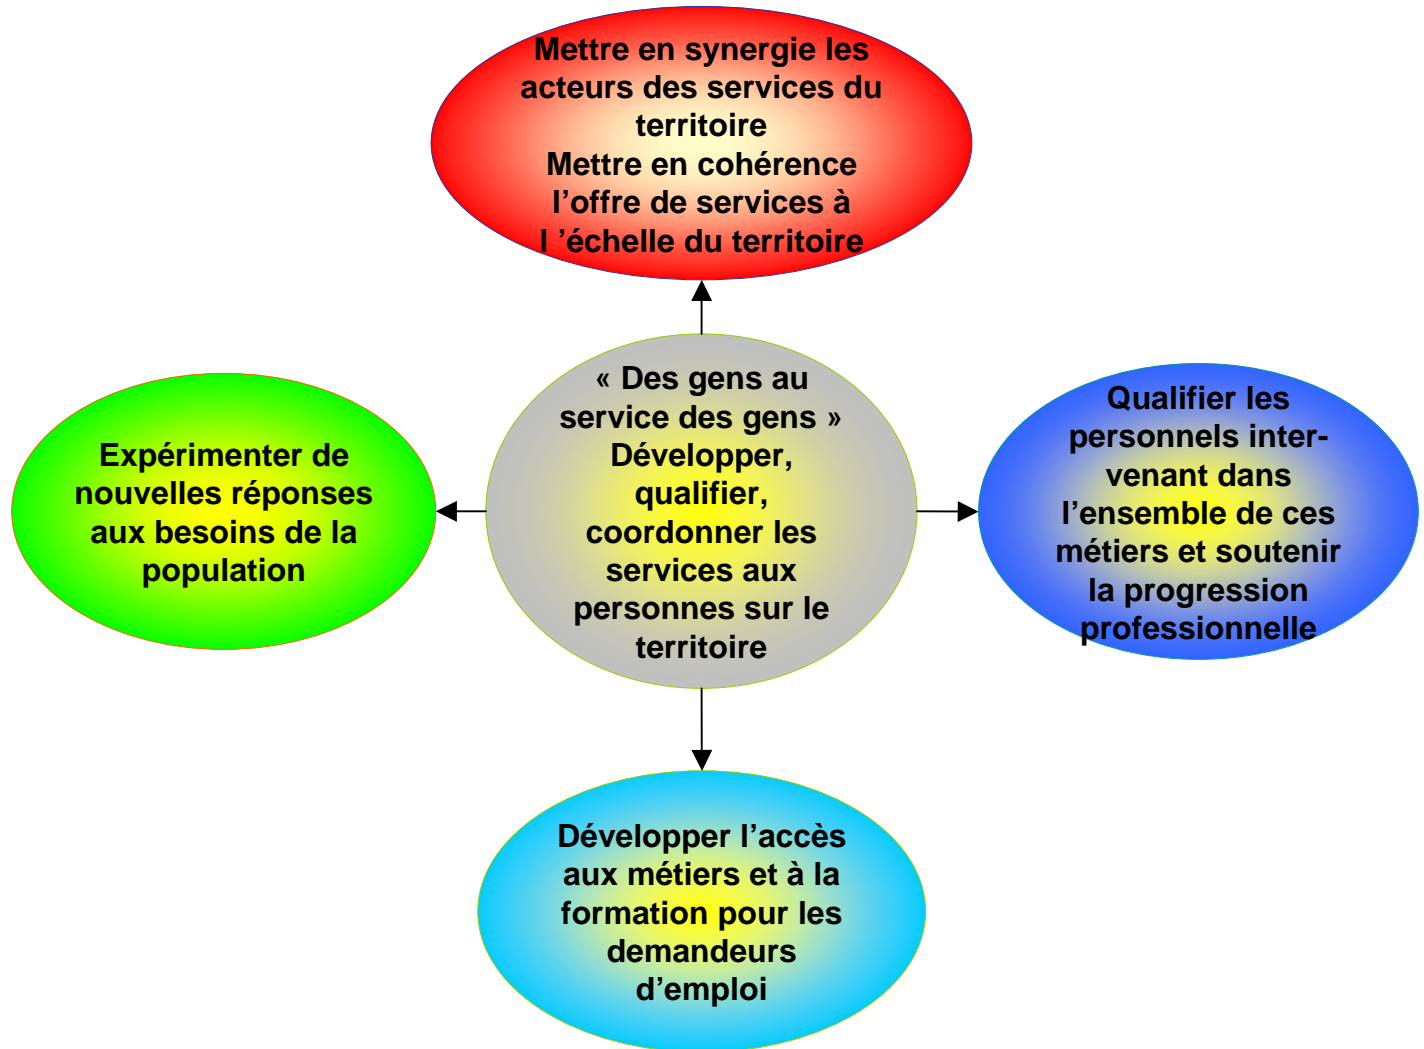 Mettre en synergie les
acteurs des services du
territoire
Mettre en cohérence
l’offre de services à
l ’échelle du territoire
« Des gens au
service des gens »
Développer,
qualifier,
coordonner les
services aux
personnes sur le
territoire
Expérimenter de
nouvelles réponses
aux besoins de la
population
Qualifier les
personnels inter-
venant dans
l’ensemble de ces
métiers et soutenir
la progression
professionnelle
Développer l’accès
aux métiers et à la
formation pour les
demandeurs
d’emploi